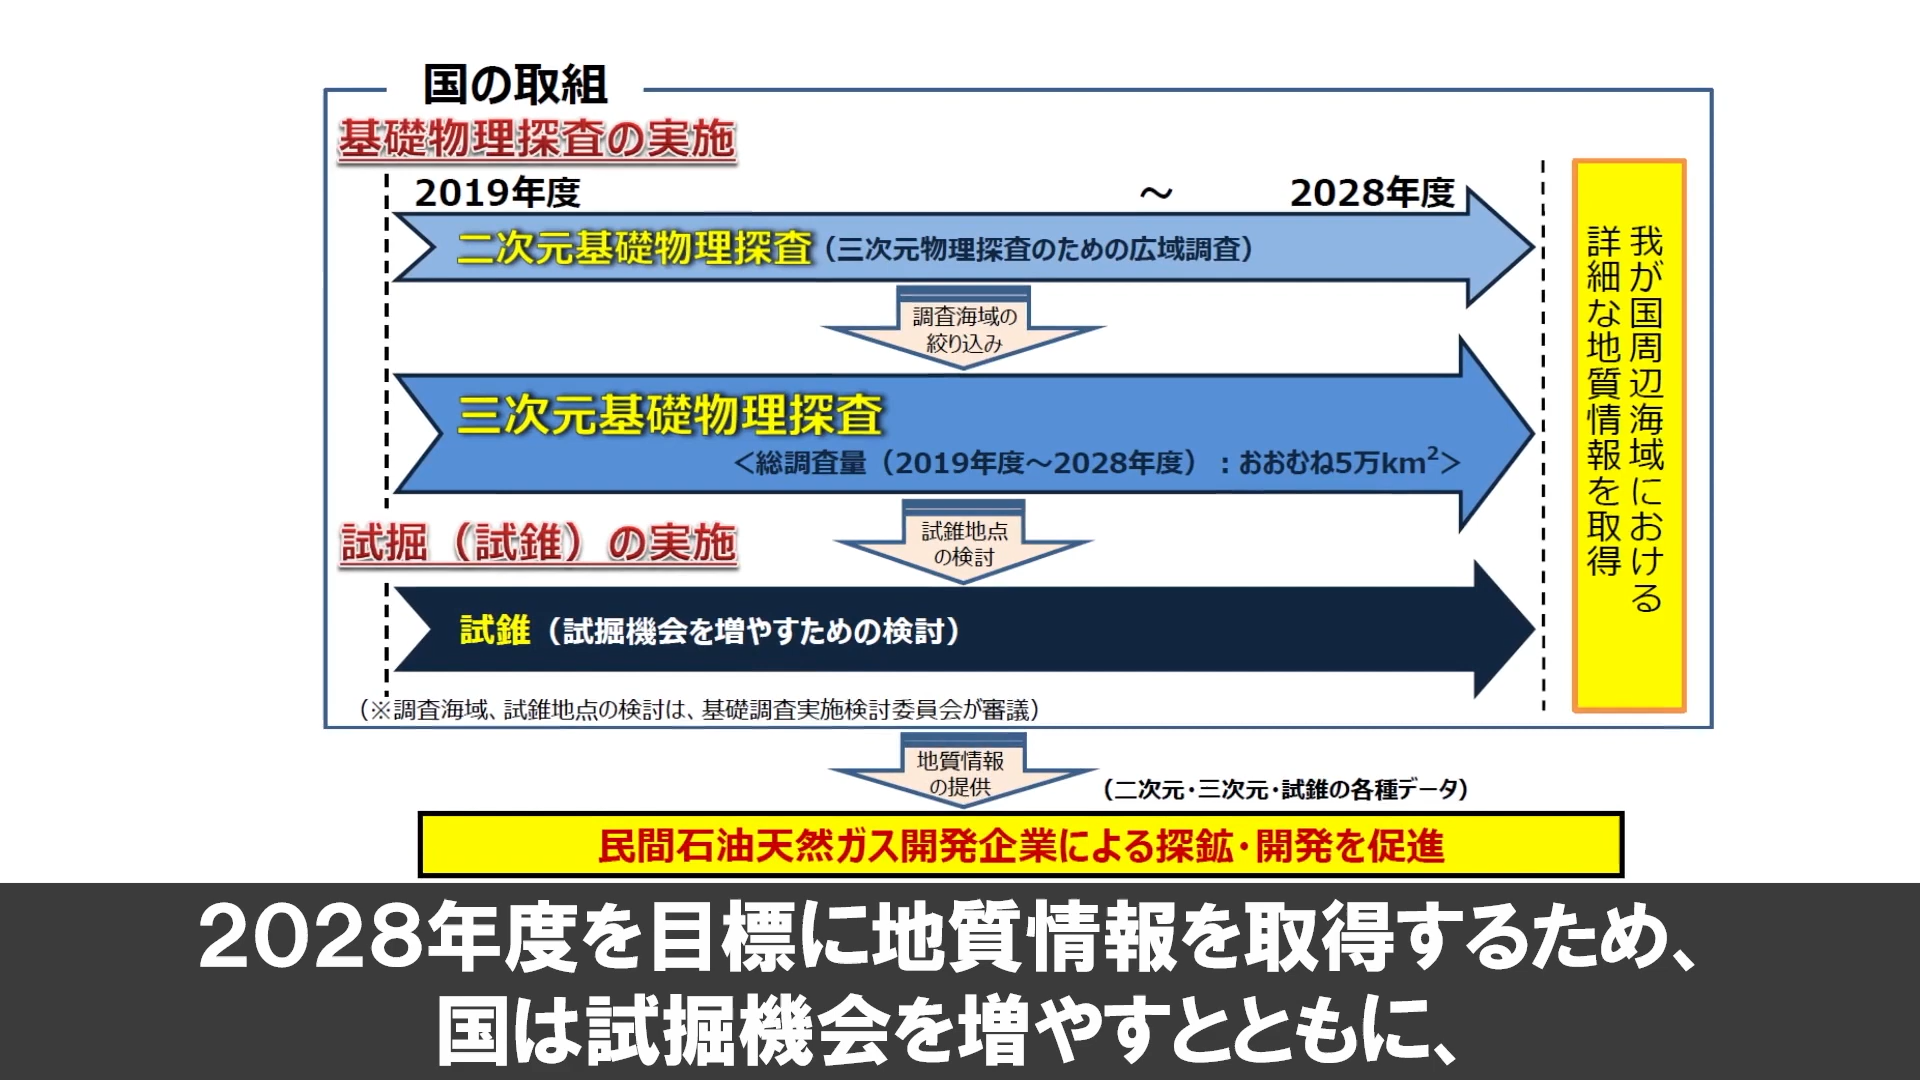 国の取組
基礎物理探査の実施
2019年度 ～ 2028年度
二次元基礎物理探査（三次元物理探査のための広域調査）
調査海域の
絞り込み
三次元基礎物理探査
＜総調査量（2019年度～2028年度）：おおむね5万km²＞
試掘（試錐）の実施
試錐地点
の検討
試錐（試掘機会を増やすための検討）
（※調査海域、試錐地点の検討は、基礎調査実施検討委員会が審議）
我が国周辺海域における
詳細な地質情報を取得
地質情報
の提供
（二次元・三次元・試錐の各種データ）
民間石油天然ガス開発企業による探鉱・開発を促進
2028年度を目標に地質情報を取得するため、
国は試掘機会を増やすとともに、